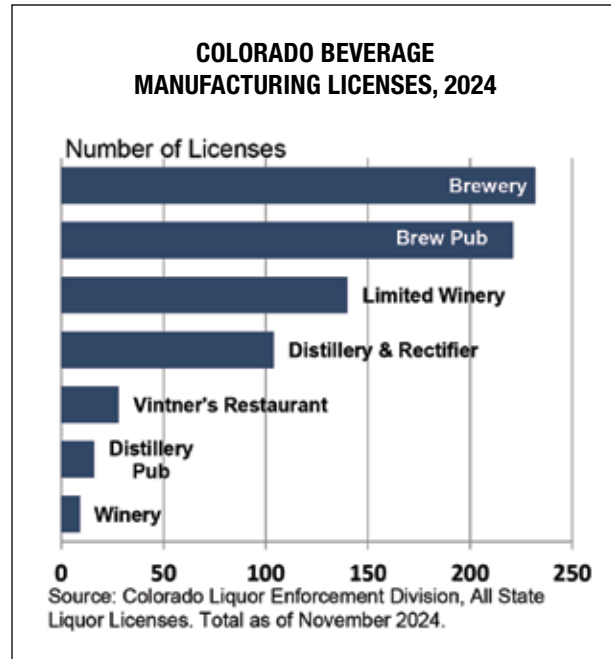 COLORADO BEVERAGE
MANUFACTURING LICENSES, 2024
Number of Licenses
Brewery
Brew Pub
Limited Winery
Distillery & Rectifier
Vintner's Restaurant
Distillery
Pub
Winery
0 50 100 150 200 250
Source: Colorado Liquor Enforcement Division, All State
Liquor Licenses. Total as of November 2024.